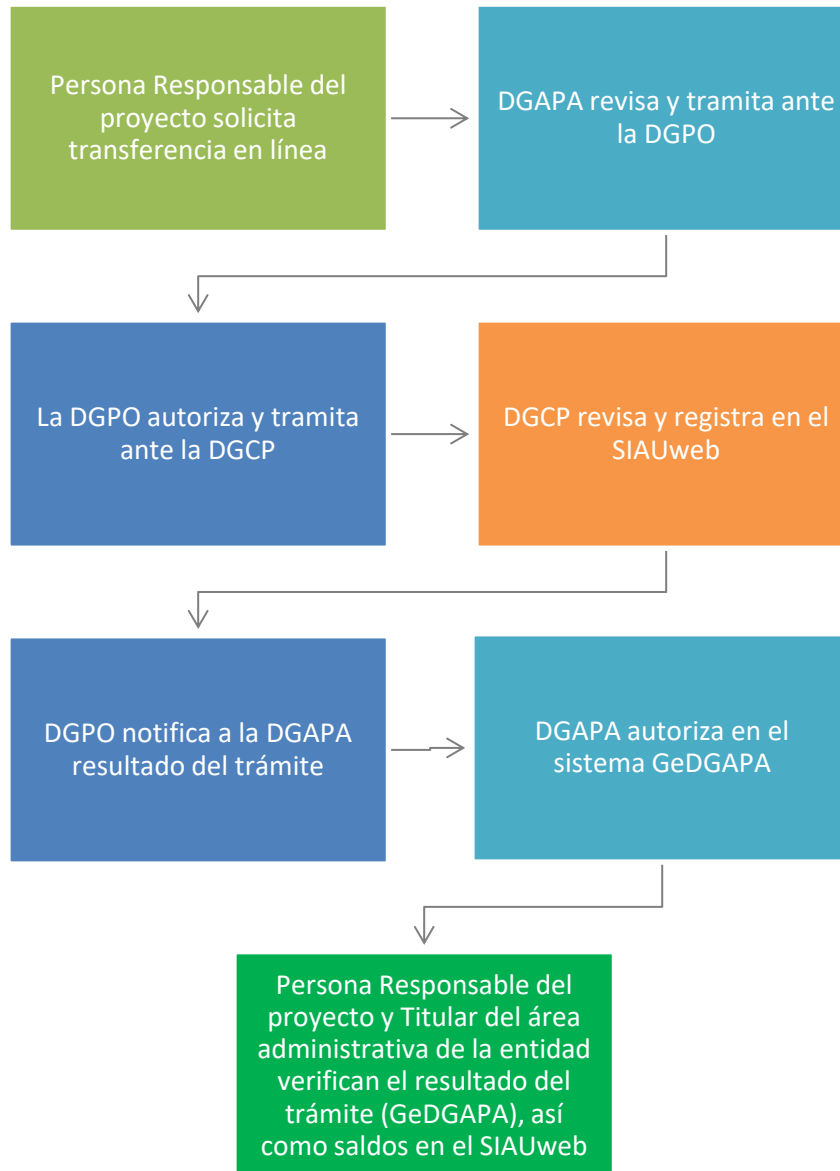 Persona Responsable del
proyecto solicita
transferencia en línea
DGAPA revisa y tramita ante
la DGPO
La DGPO autoriza y tramita
ante la DGCP
DGCP revisa y registra en el
SIAUweb
DGPO notifica a la DGAPA
resultado del trámite
DGAPA autoriza en el
sistema GeDGAPA
Persona Responsable del
proyecto y Titular del área
administrativa de la entidad
verifican el resultado del
trámite (GeDGAPA), así
como saldos en el SIAUweb